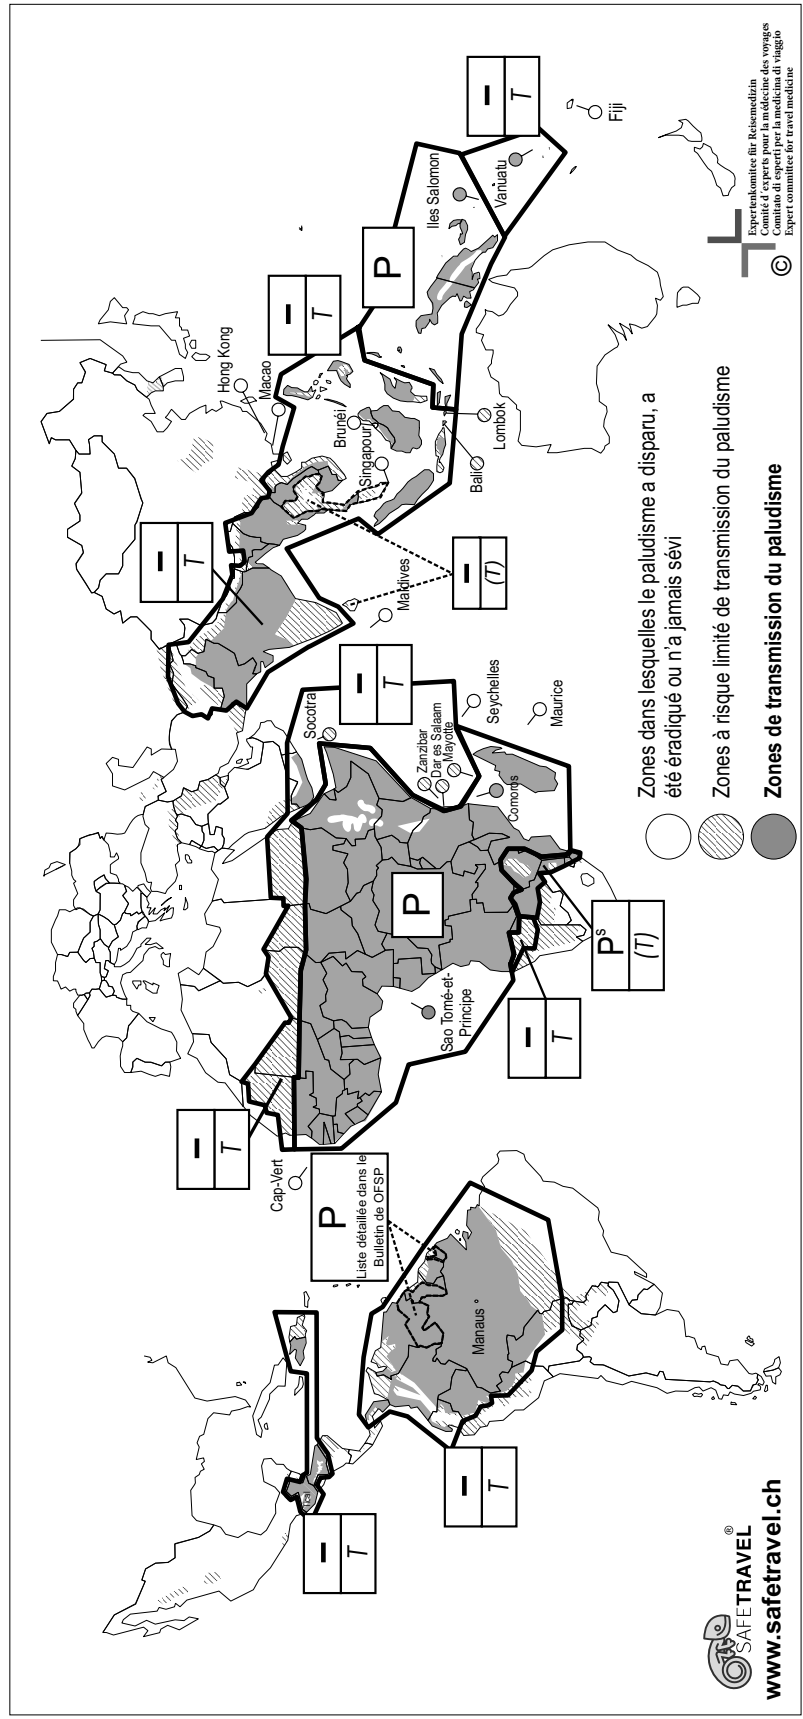 –
T
Cap-Vert
P
Liste détaillée dans le
Bulletin de OFSP
–
T
–
T
Manaus
Sao Tomé-et-
Principe
P
–
T
P s
(T)
Socotra
–
T
Zanzibar
Dar es Salaam
Mayotte
Comoros
Seychelles
Maurice
–
T
Maldives
–
(T)
Hong Kong
Macao
Brunéi
Singapour
Bali
Lombok
–
T
P
Iles Salomon
Vanuatu
–
T
Fiji
Zones dans lesquelles le paludisme a disparu, a
été éradiqué ou n'a jamais sévi
Zones à risque limité de transmission du paludisme
Zones de transmission du paludisme
SAFETRAVEL®
www.safetravel.ch
©
Expertenkomitee für Reisemedizin
Comité d'experts pour la médecine des voyages
Comitato di esperti per la medicina di viaggio
Expert committee for travel medicine